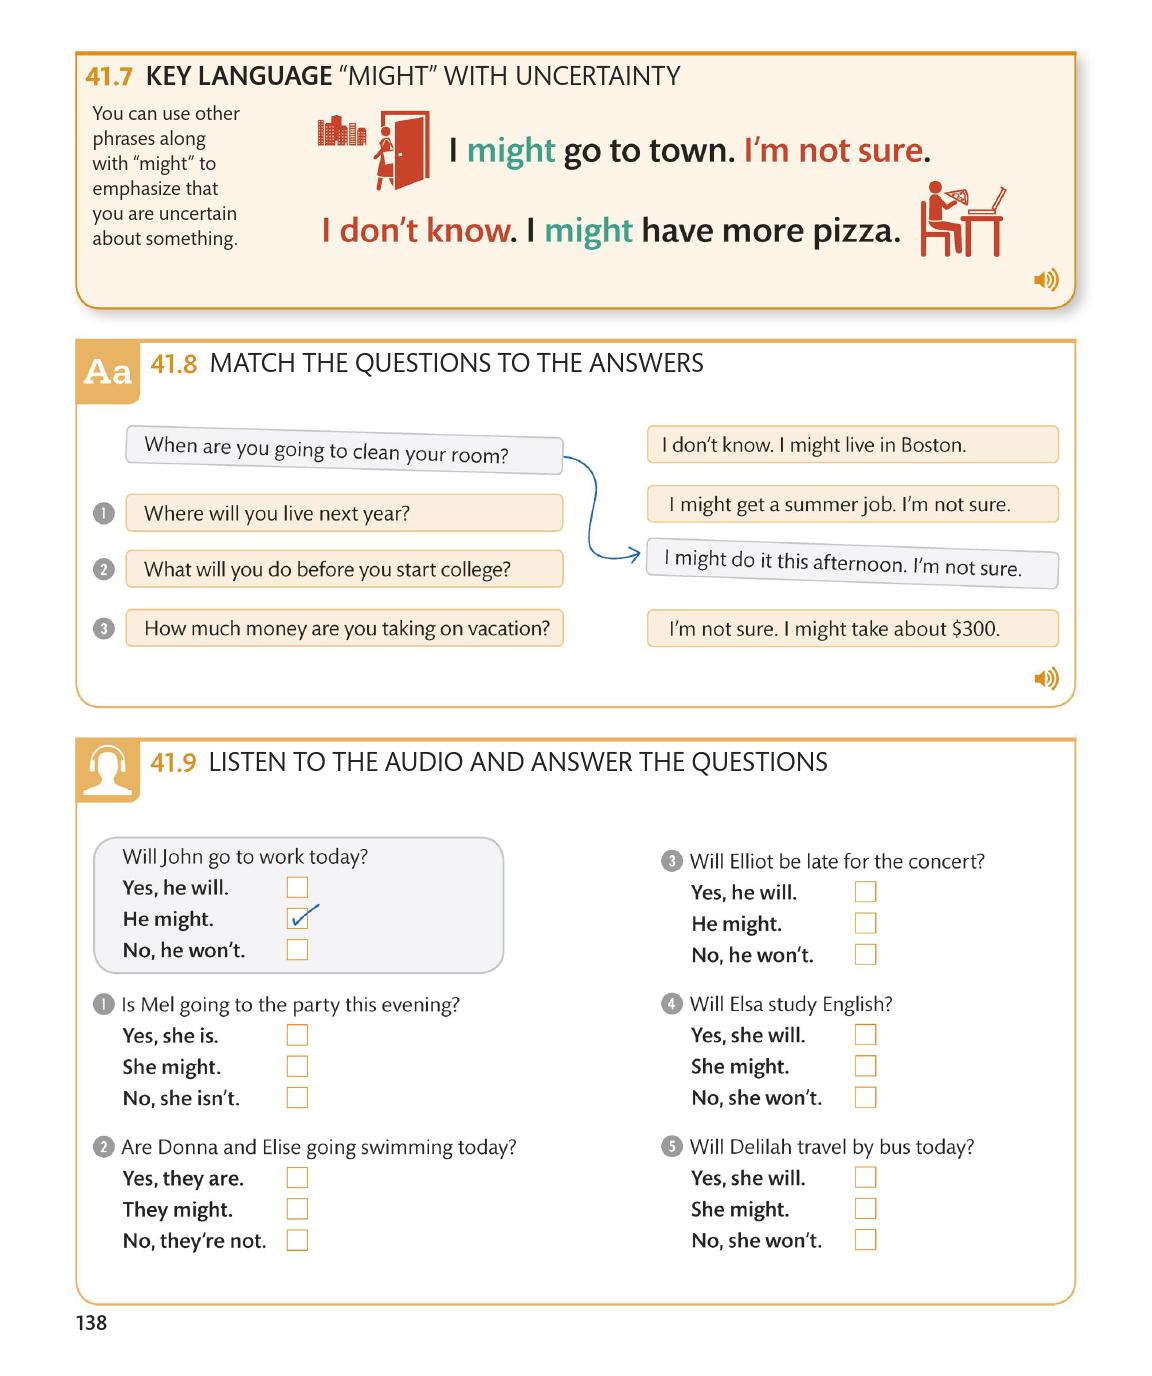 41.7 KEY LANGUAGE “MIGHT” WITH UNCERTAINTY
You can use other
phrases along
with “might” to
emphasize that
you are uncertain
about something.
I might go to town. I’m not sure.
I don’t know. I might have more pizza.
Aa
41.8 MATCH THE QUESTIONS TO THE ANSWERS
When are you going to clean your room?
1 Where will you live next year?
2 What will you do before you start college?
3 How much money are you taking on vacation?
I don’t know. I might live in Boston.
I might get a summer job. I’m not sure.
I might do it this afternoon. I’m not sure.
I’m not sure. I might take about $300.
41.9 LISTEN TO THE AUDIO AND ANSWER THE QUESTIONS
Will John go to work today?
Yes, he will.
He might.
No, he won’t.
1 Is Mel going to the party this evening?
Yes, she is.
She might.
No, she isn’t.
2 Are Donna and Elise going swimming today?
Yes, they are.
They might.
No, they’re not.
3 Will Elliot be late for the concert?
Yes, he will.
He might.
No, he won’t.
4 Will Elsa study English?
Yes, she will.
She might.
No, she won’t.
5 Will Delilah travel by bus today?
Yes, she will.
She might.
No, she won’t.
138